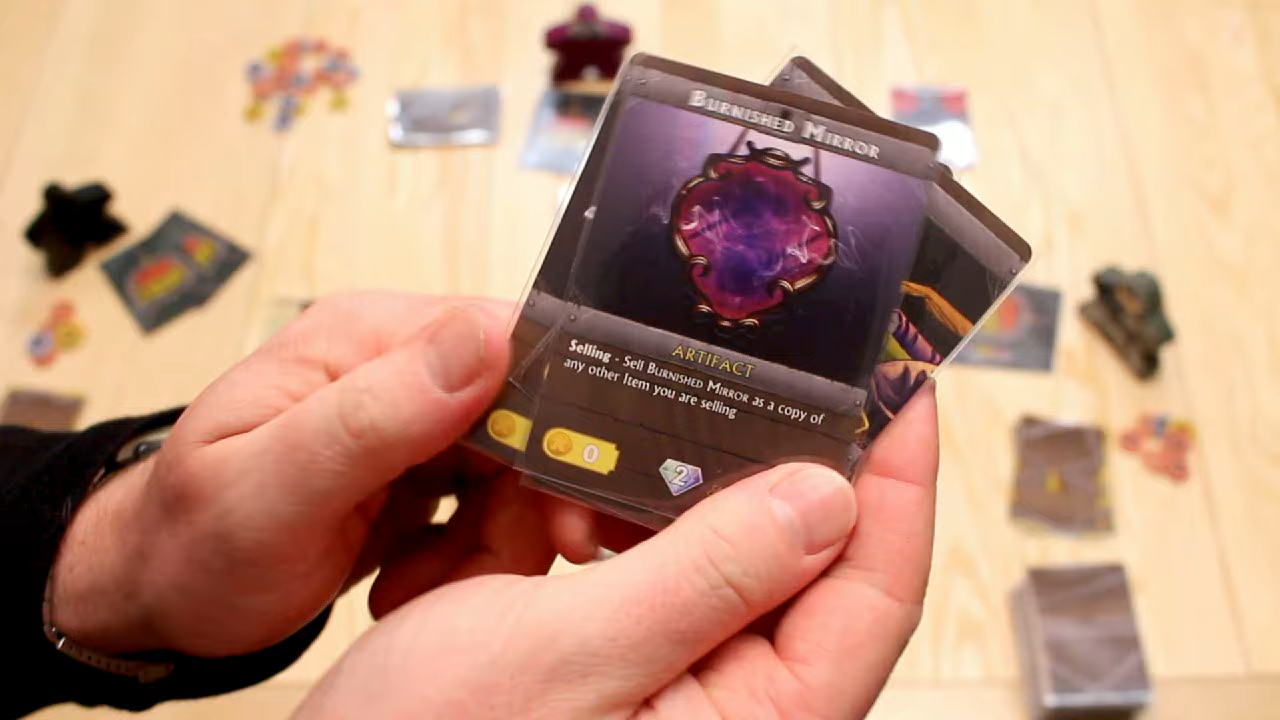 BURNISHED MIRROR
ARTIFACT
Selling - Sell BURNISHED MIRROR as a copy of
any other Item you are selling
0
2